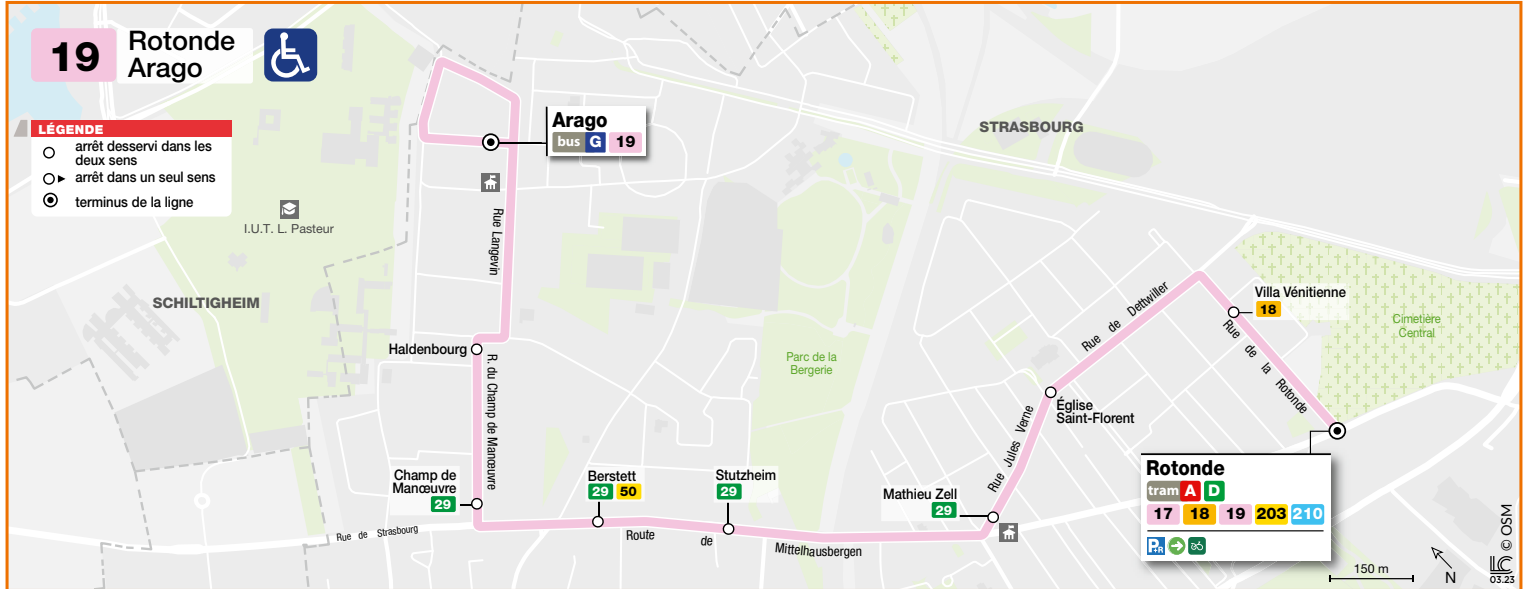 19
Rotonde
Arago
LÉGENDE
arrêt desservi dans les
deux sens
arrêt dans un seul sens
terminus de la ligne
Arago
bus G 19
STRASBOURG
I.U.T. L. Pasteur
SCHILTIGHEIM
Rue Langevin
Haldenbourg
R. du Champ de Manœuvre
Champ de
Manœuvre
29
Rue de Strasbourg
Berstett
29 50
Stutzheim
29
Route de Mittelhausbergen
Parc de la
Bergerie
Mathieu Zell
29
Rue Jules Verne
Église
Saint-Florent
Rue de Dettwiller
Villa Vénitienne
18
Rue de la Rotonde
Cimetière
Central
Rotonde
tram A D
17 18 19 203 210
P+R
150 m
N
LC © OSM
03.23